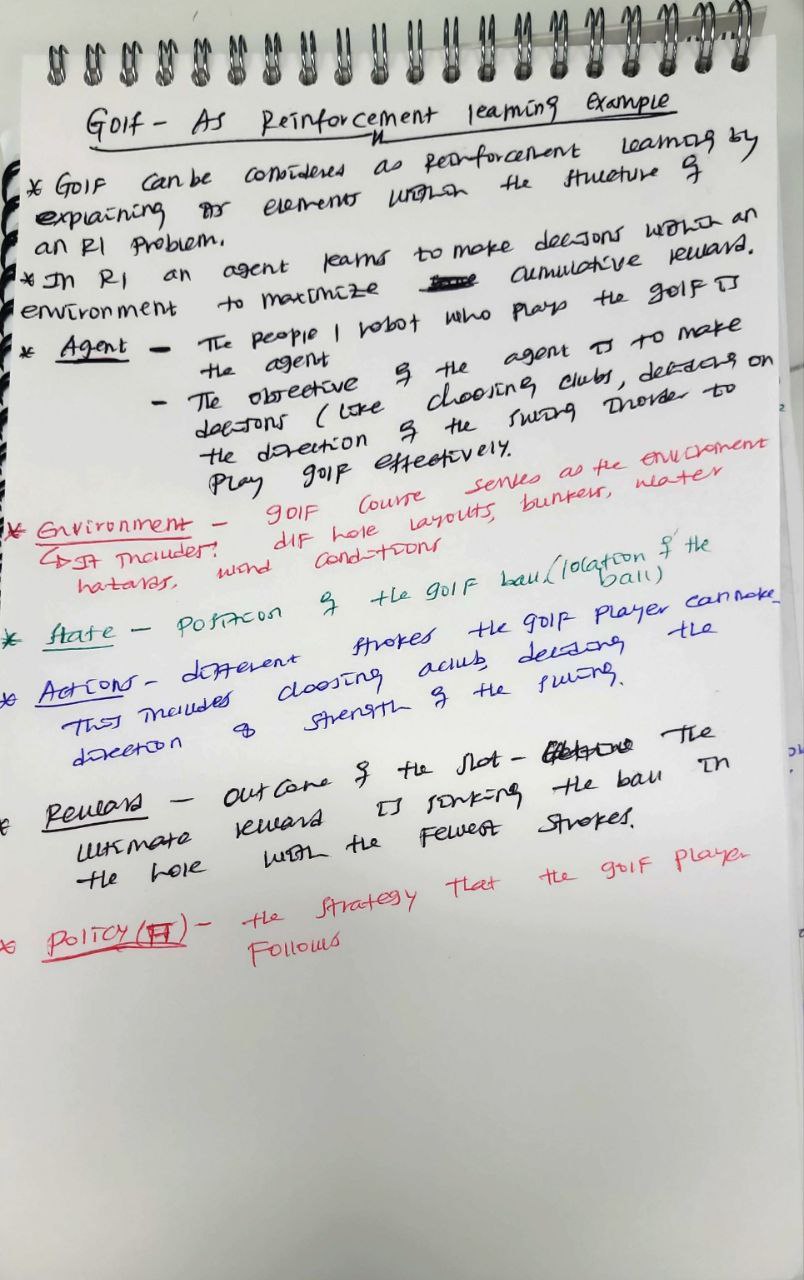 Golf - As Reinforcement learning Example
* Golf can be considered as Reinforcement Learning by
explaining its elements within the structure of
an Rl Problem.
* In Rl an agent learns to make decisions within an
environment to maximize cumulative reward.
* Agent - The people / robot who plays the golf is
the agent
- The objective of the agent is to make
decisions (like choosing clubs, deciding on
the direction of the swing inorder to
Play golf effectively.
* Environment - golf Course serves as the environment
↳ It includes: dif hole layouts, bunkers, water
hazards, wind conditions
* State - Position of the golf ball (location of the
ball)
* Actions - different strokes the golf player can make.
This includes choosing a club, deciding the
direction & strength of the swing.
* Reward - outcome of the shot - The
ultimate reward is sinking the ball in
the hole with the fewest strokes.
* Policy (π) - the strategy that the golf player
Follows